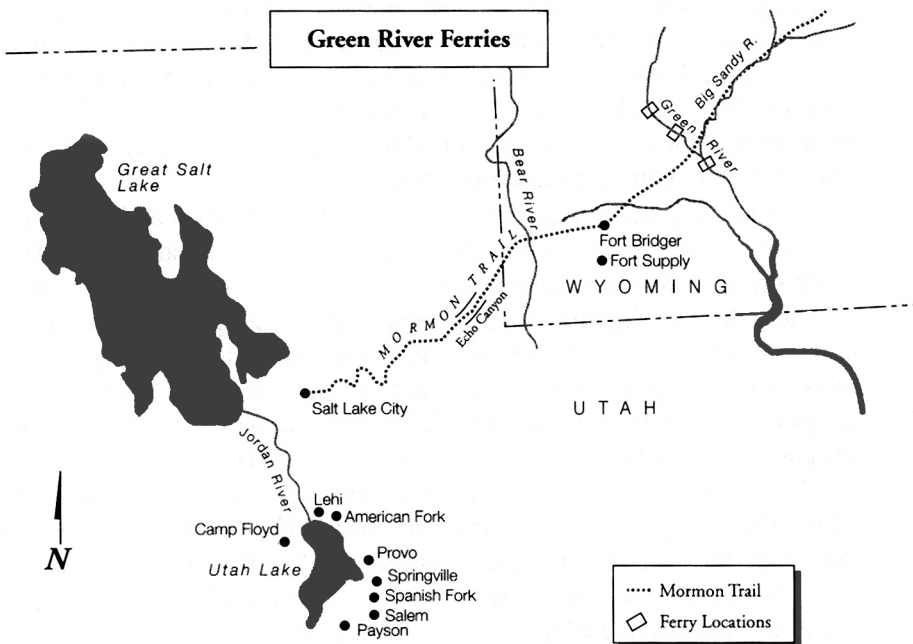 Green River Ferries
Great Salt
Lake
Bear River
Big Sandy R.
Green
River
Fort Bridger
Fort Supply
WYOMING
MORMON TRAIL
Echo Canyon
Salt Lake City
UTAH
Jordan River
Lehi
American Fork
Camp Floyd
Utah Lake
Provo
Springville
Spanish Fork
Salem
Payson
N
Mormon Trail
Ferry Locations